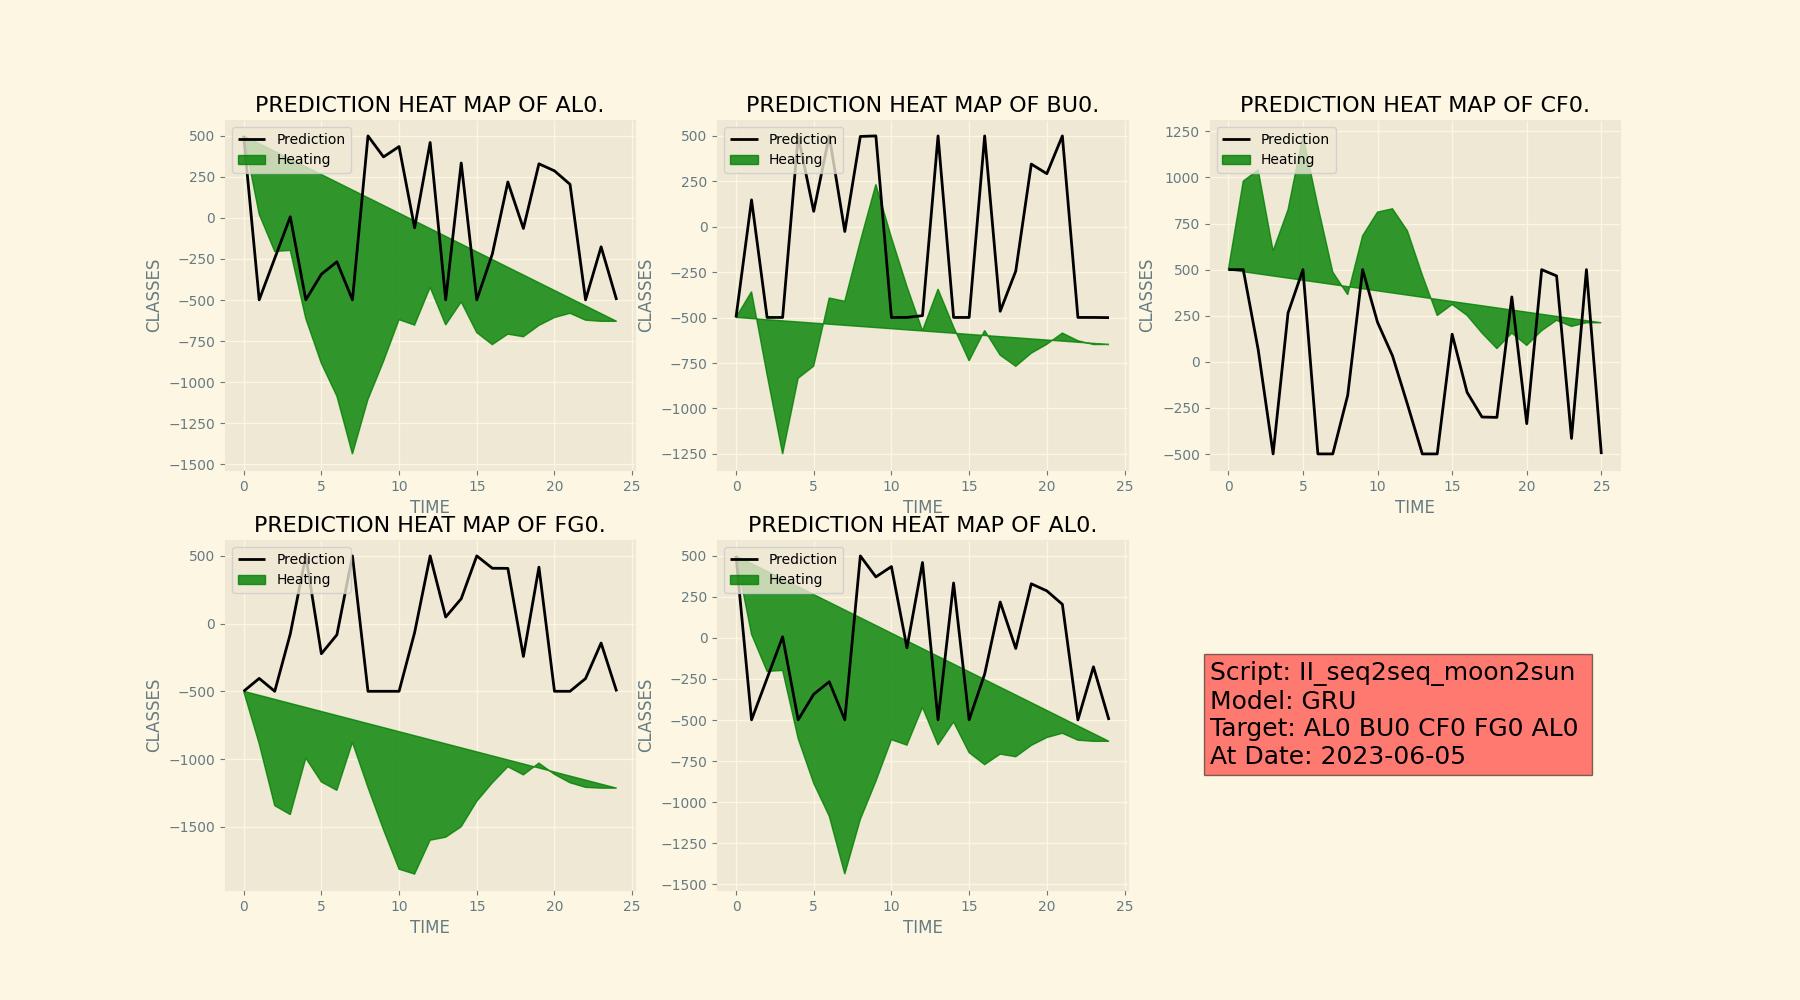 PREDICTION HEAT MAP OF AL0.
Prediction
Heating
500
250
0
−250
−500
−750
−1000
−1250
−1500
CLASSES
0 5 10 15 20 25
TIME
PREDICTION HEAT MAP OF BU0.
Prediction
Heating
500
250
0
−250
−500
−750
−1000
−1250
CLASSES
0 5 10 15 20 25
TIME
PREDICTION HEAT MAP OF CF0.
Prediction
Heating
1250
1000
750
500
250
0
−250
−500
CLASSES
0 5 10 15 20 25
TIME
PREDICTION HEAT MAP OF FG0.
Prediction
Heating
500
0
−500
−1000
−1500
CLASSES
0 5 10 15 20 25
TIME
PREDICTION HEAT MAP OF AL0.
Prediction
Heating
500
250
0
−250
−500
−750
−1000
−1250
−1500
CLASSES
0 5 10 15 20 25
TIME
Script: II_seq2seq_moon2sun
Model: GRU
Target: AL0 BU0 CF0 FG0 AL0
At Date: 2023-06-05